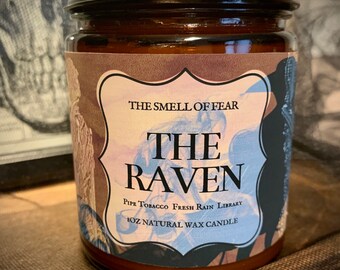 THE SMELL OF FEAR
THE
RAVEN
Pipe Tobacco Fresh Rain Library
8OZ NATURAL WAX CANDLE